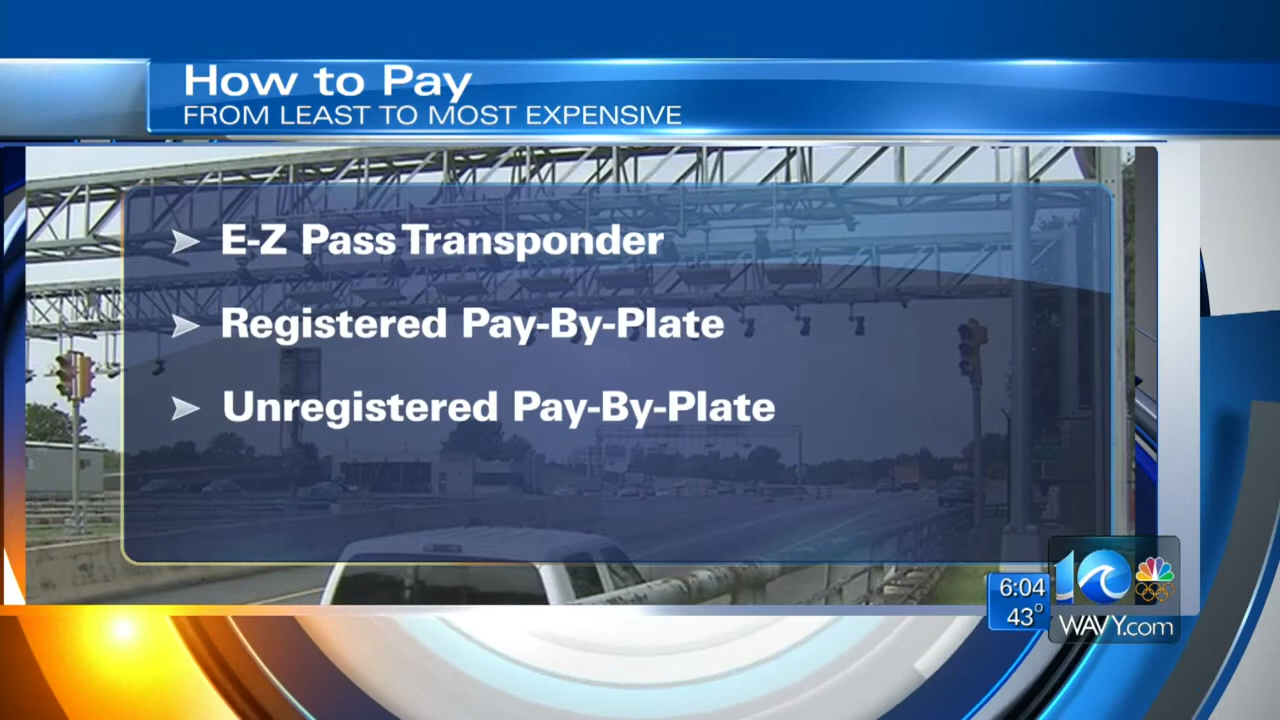 How to Pay
FROM LEAST TO MOST EXPENSIVE
E-Z Pass Transponder
Registered Pay-By-Plate
Unregistered Pay-By-Plate
6:04
43°
10
WAVY.com